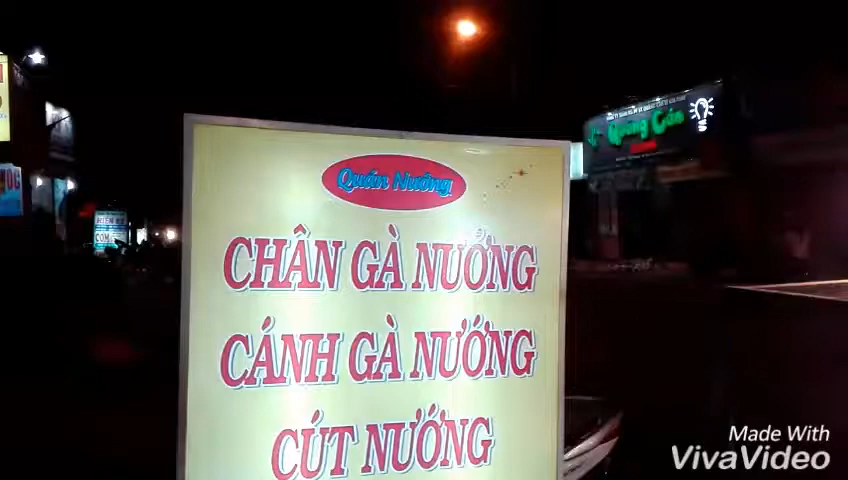 Quán Nướng
CHÂN GÀ NƯỚNG
CÁNH GÀ NƯỚNG
CÚT NƯỚNG
Quảng Cáo
Made With
VivaVideo